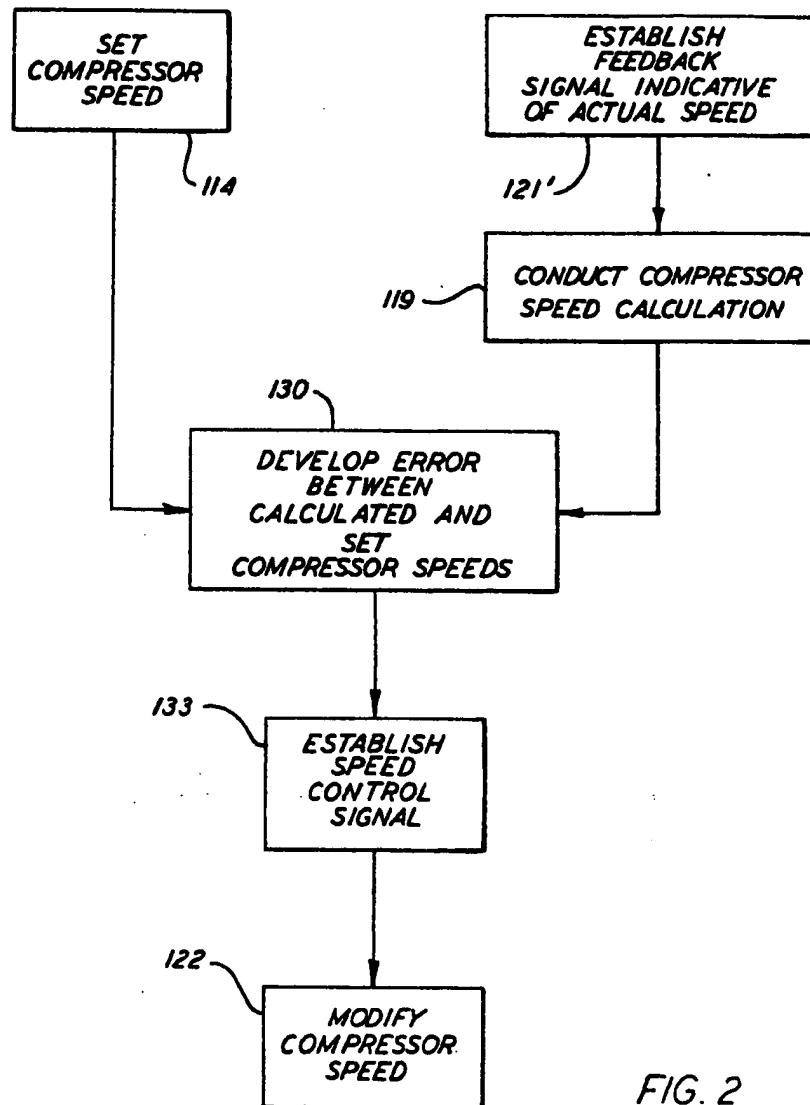 SET
COMPRESSOR
SPEED
114
ESTABLISH
FEEDBACK
SIGNAL INDICATIVE
OF ACTUAL SPEED
121'
CONDUCT COMPRESSOR
SPEED CALCULATION
119
130
DEVELOP ERROR
BETWEEN
CALCULATED AND
SET
COMPRESSOR SPEEDS
133
ESTABLISH
SPEED
CONTROL
SIGNAL
122
MODIFY
COMPRESSOR
SPEED
FIG. 2